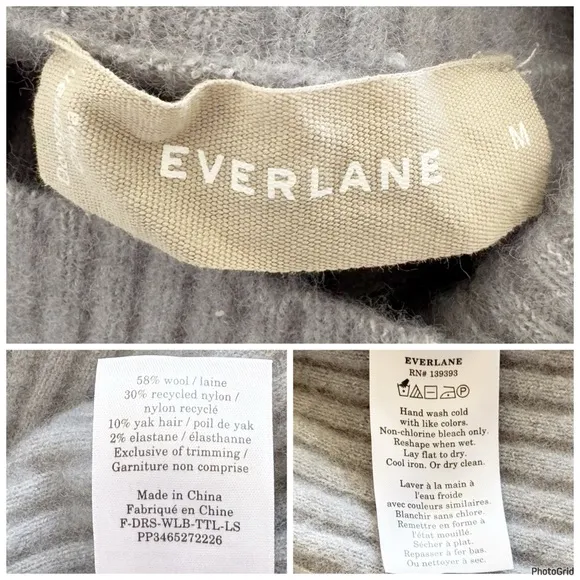 EVERLANE
M
58% wool / laine
30% recycled nylon /
nylon recyclé
10% yak hair / poil de yak
2% elastane / élasthanne
Exclusive of trimming /
Garniture non comprise
Made in China
Fabriqué en Chine
F-DRS-WLB-TTL-LS
PP3465272226
EVERLANE
RN# 139393
Hand wash cold
with like colors.
Non-chlorine bleach only.
Reshape when wet.
Lay flat to dry.
Cool iron. Or dry clean.
Laver à la main à
l'eau froide
avec couleurs similaires.
Blanchir sans chlore.
Remettre en forme à
l'état mouillé.
Sécher à plat.
Repasser à fer bas.
Ou nettoyer à sec.
PhotoGrid